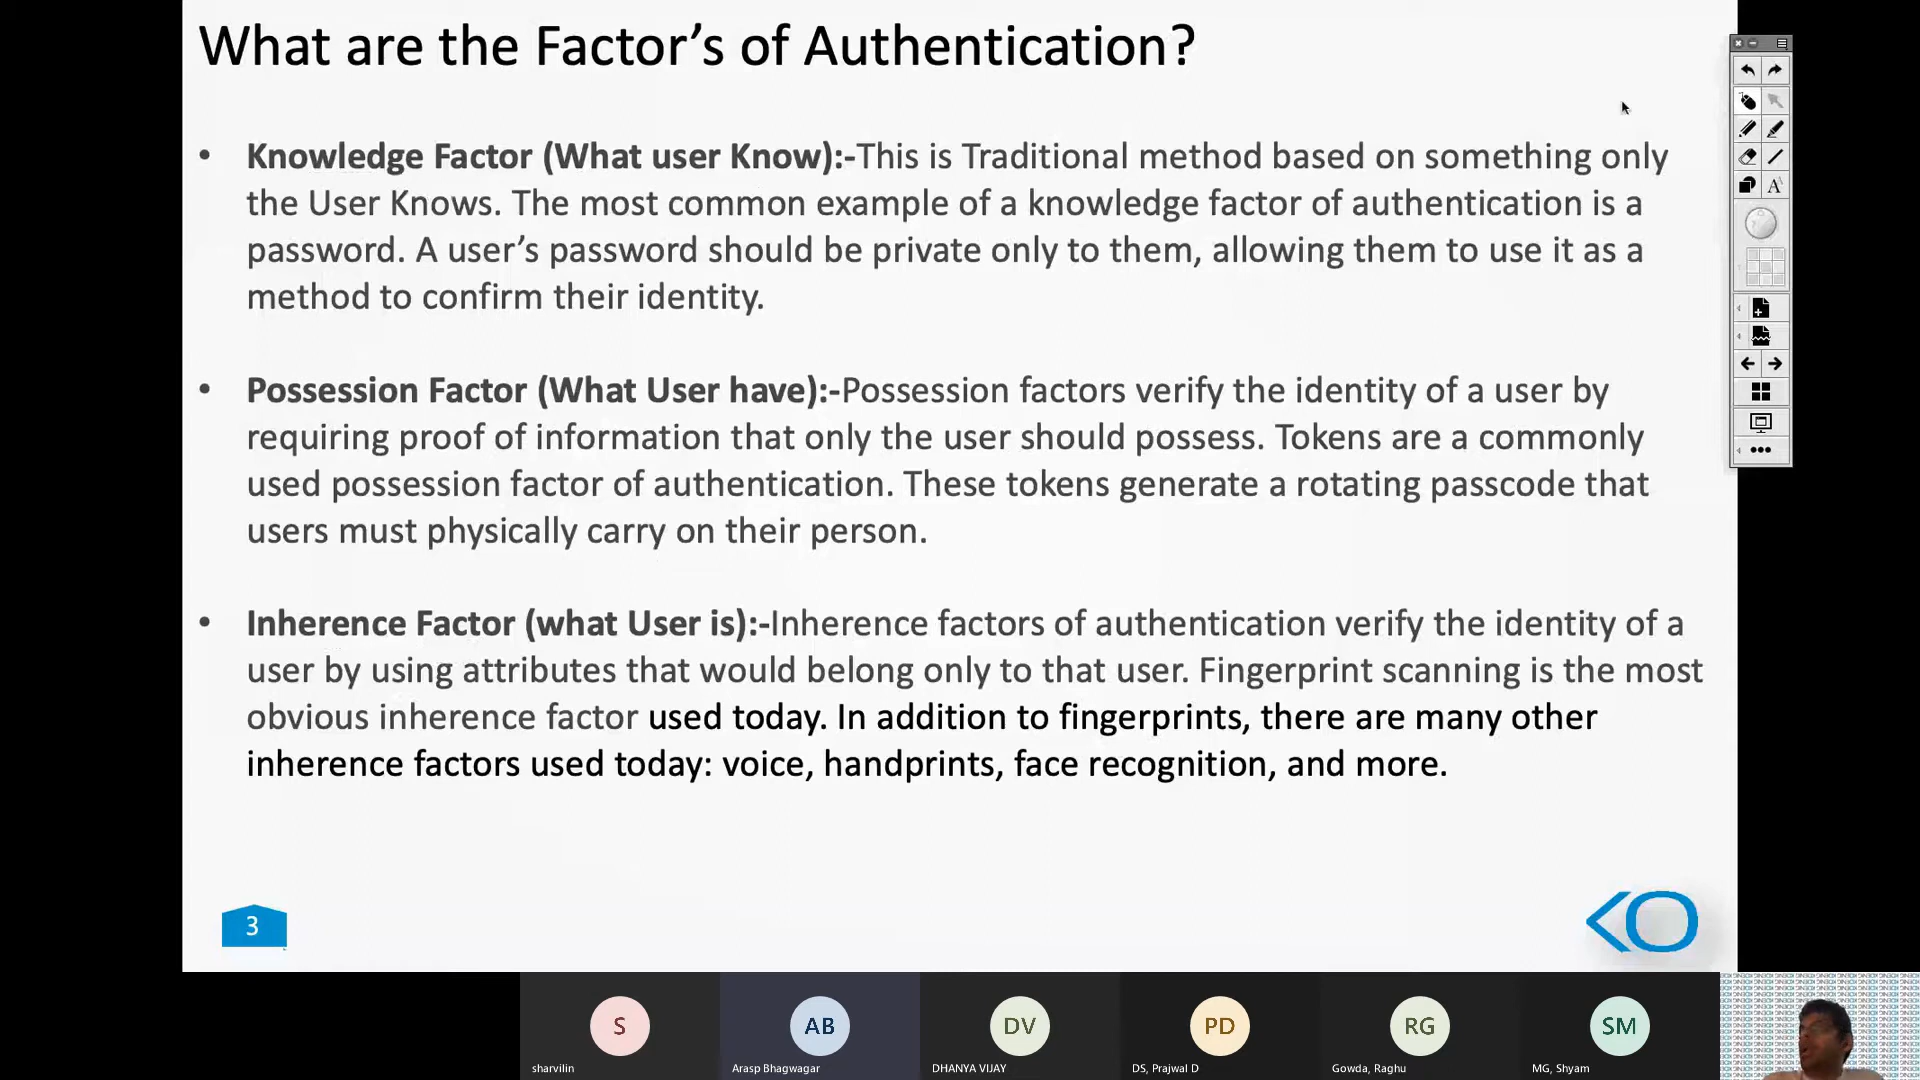 What are the Factor’s of Authentication?
• Knowledge Factor (What user Know):-This is Traditional method based on something only
the User Knows. The most common example of a knowledge factor of authentication is a
password. A user’s password should be private only to them, allowing them to use it as a
method to confirm their identity.
• Possession Factor (What User have):-Possession factors verify the identity of a user by
requiring proof of information that only the user should possess. Tokens are a commonly
used possession factor of authentication. These tokens generate a rotating passcode that
users must physically carry on their person.
• Inherence Factor (what User is):-Inherence factors of authentication verify the identity of a
user by using attributes that would belong only to that user. Fingerprint scanning is the most
obvious inherence factor used today. In addition to fingerprints, there are many other
inherence factors used today: voice, handprints, face recognition, and more.
3
S
AB
DV
PD
RG
SM
sharvilin
Arasp Bhagwagar
DHANYA VIJAY
DS, Prajwal D
Gowda, Raghu
MG, Shyam